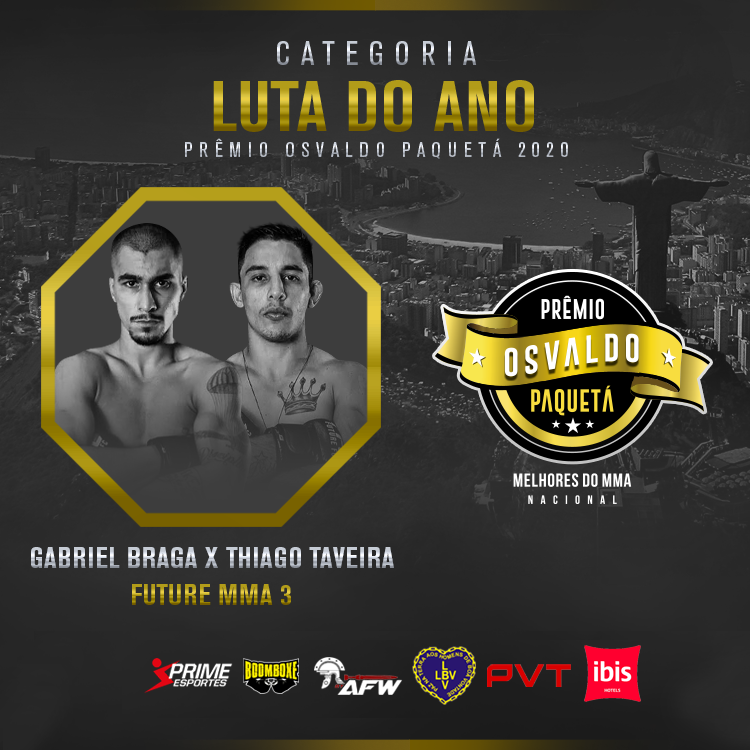 CATEGORIA
LUTA DO ANO
PRÊMIO OSVALDO PAQUETÁ 2020
PRÊMIO
OSVALDO
PAQUETÁ
MELHORES DO MMA
NACIONAL
GABRIEL BRAGA X THIAGO TAVEIRA
FUTURE MMA 3
PRIME
ESPORTES
BOOMBOXE
AFW
LBV
PVT
ibis
HOTELS